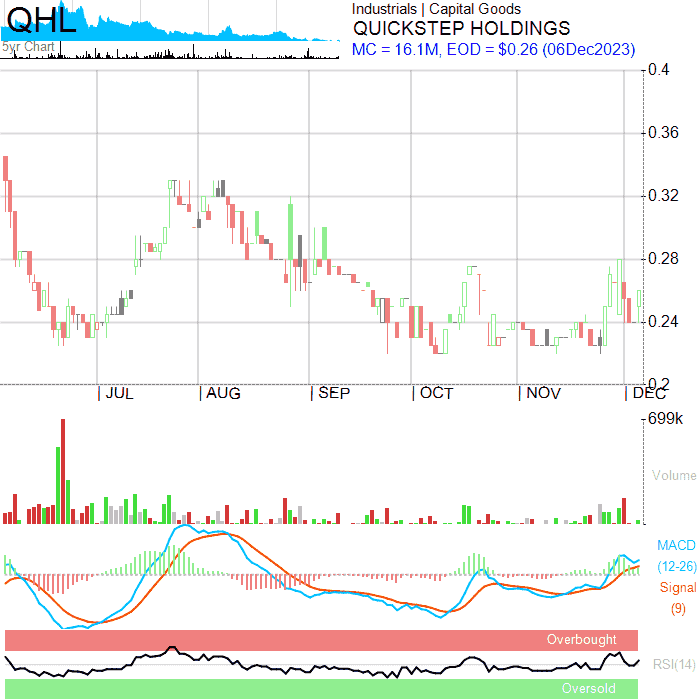 QHL
5yr Chart
Industrials | Capital Goods
QUICKSTEP HOLDINGS
MC = 16.1M, EOD = $0.26 (06Dec2023)
0.4
0.36
0.32
0.28
0.24
0.2
JUL AUG SEP OCT NOV DEC
699k
Volume
MACD
(12-26)
Signal
(9)
Overbought
RSI(14)
Oversold